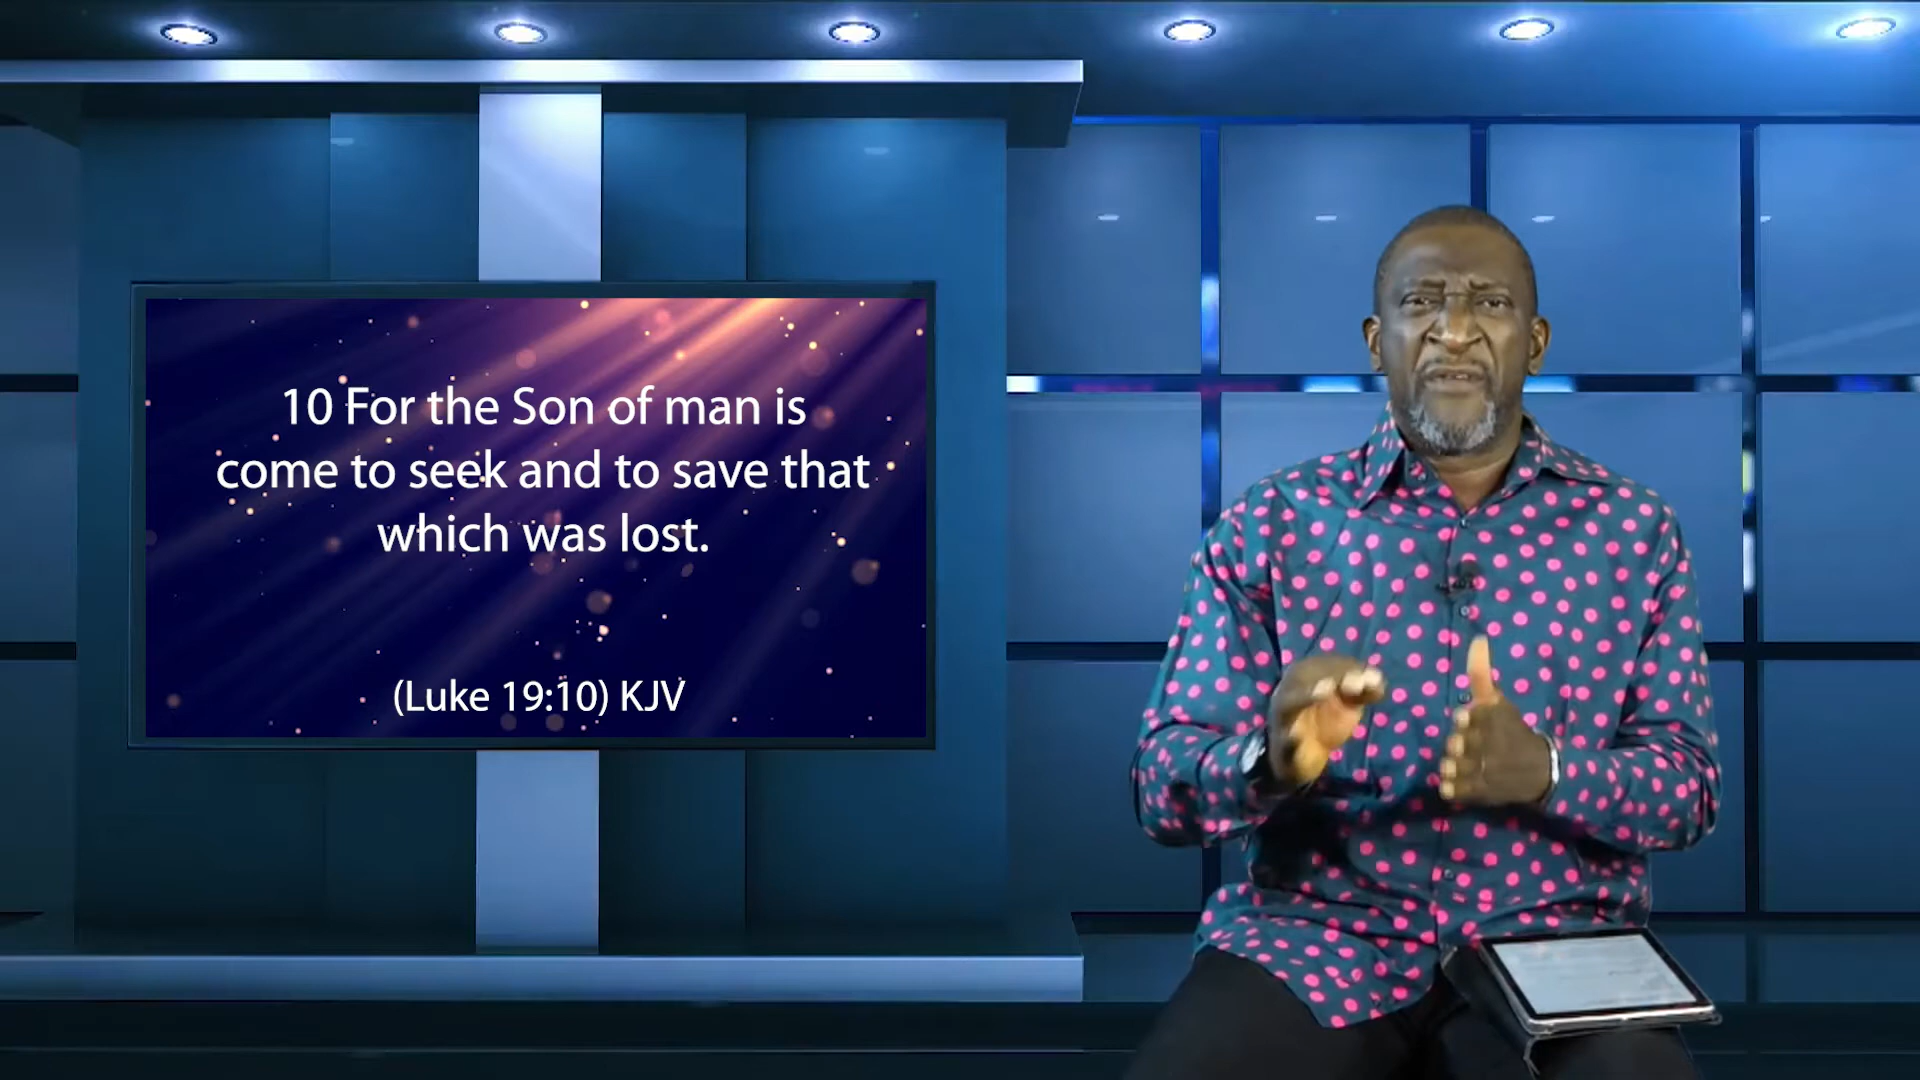 10 For the Son of man is
come to seek and to save that
which was lost.
(Luke 19:10) KJV